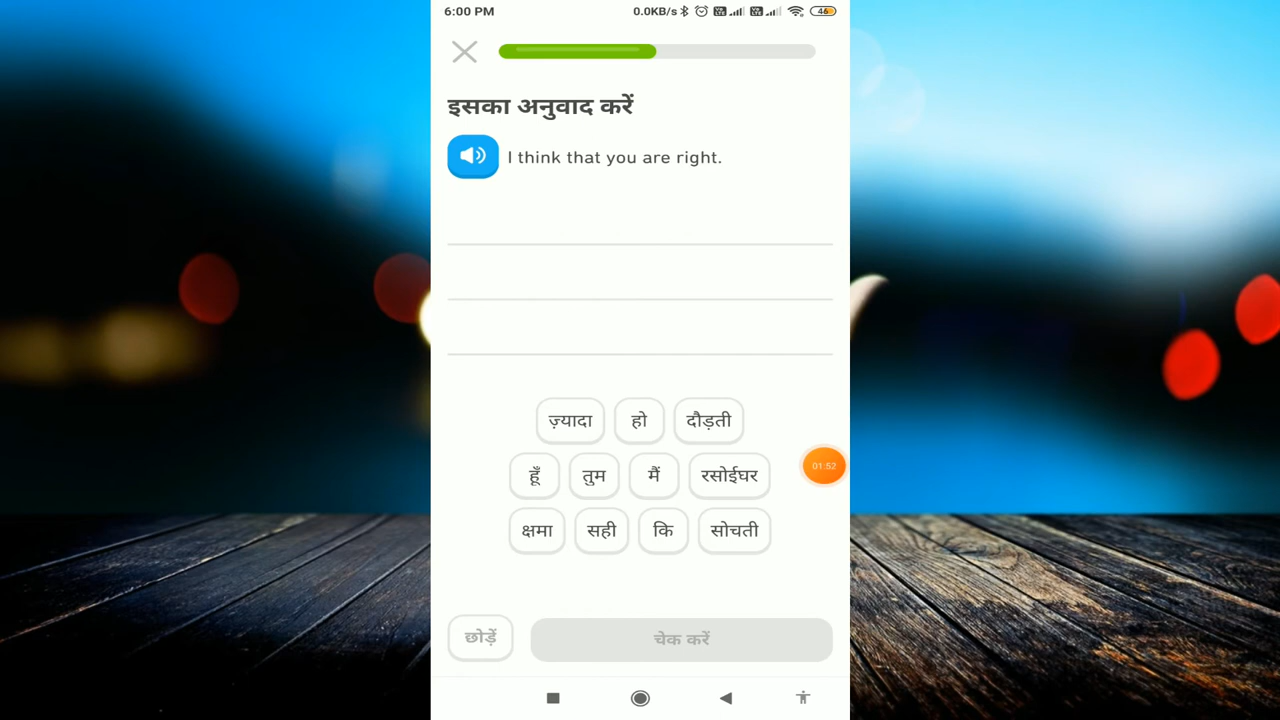 6:00 PM 0.0KB/s 46
इसका अनुवाद करें
I think that you are right.
ज़्यादा हो दौड़ती
हूँ तुम मैं रसोईघर
01:52
क्षमा सही कि सोचती
छोड़ें चेक करें